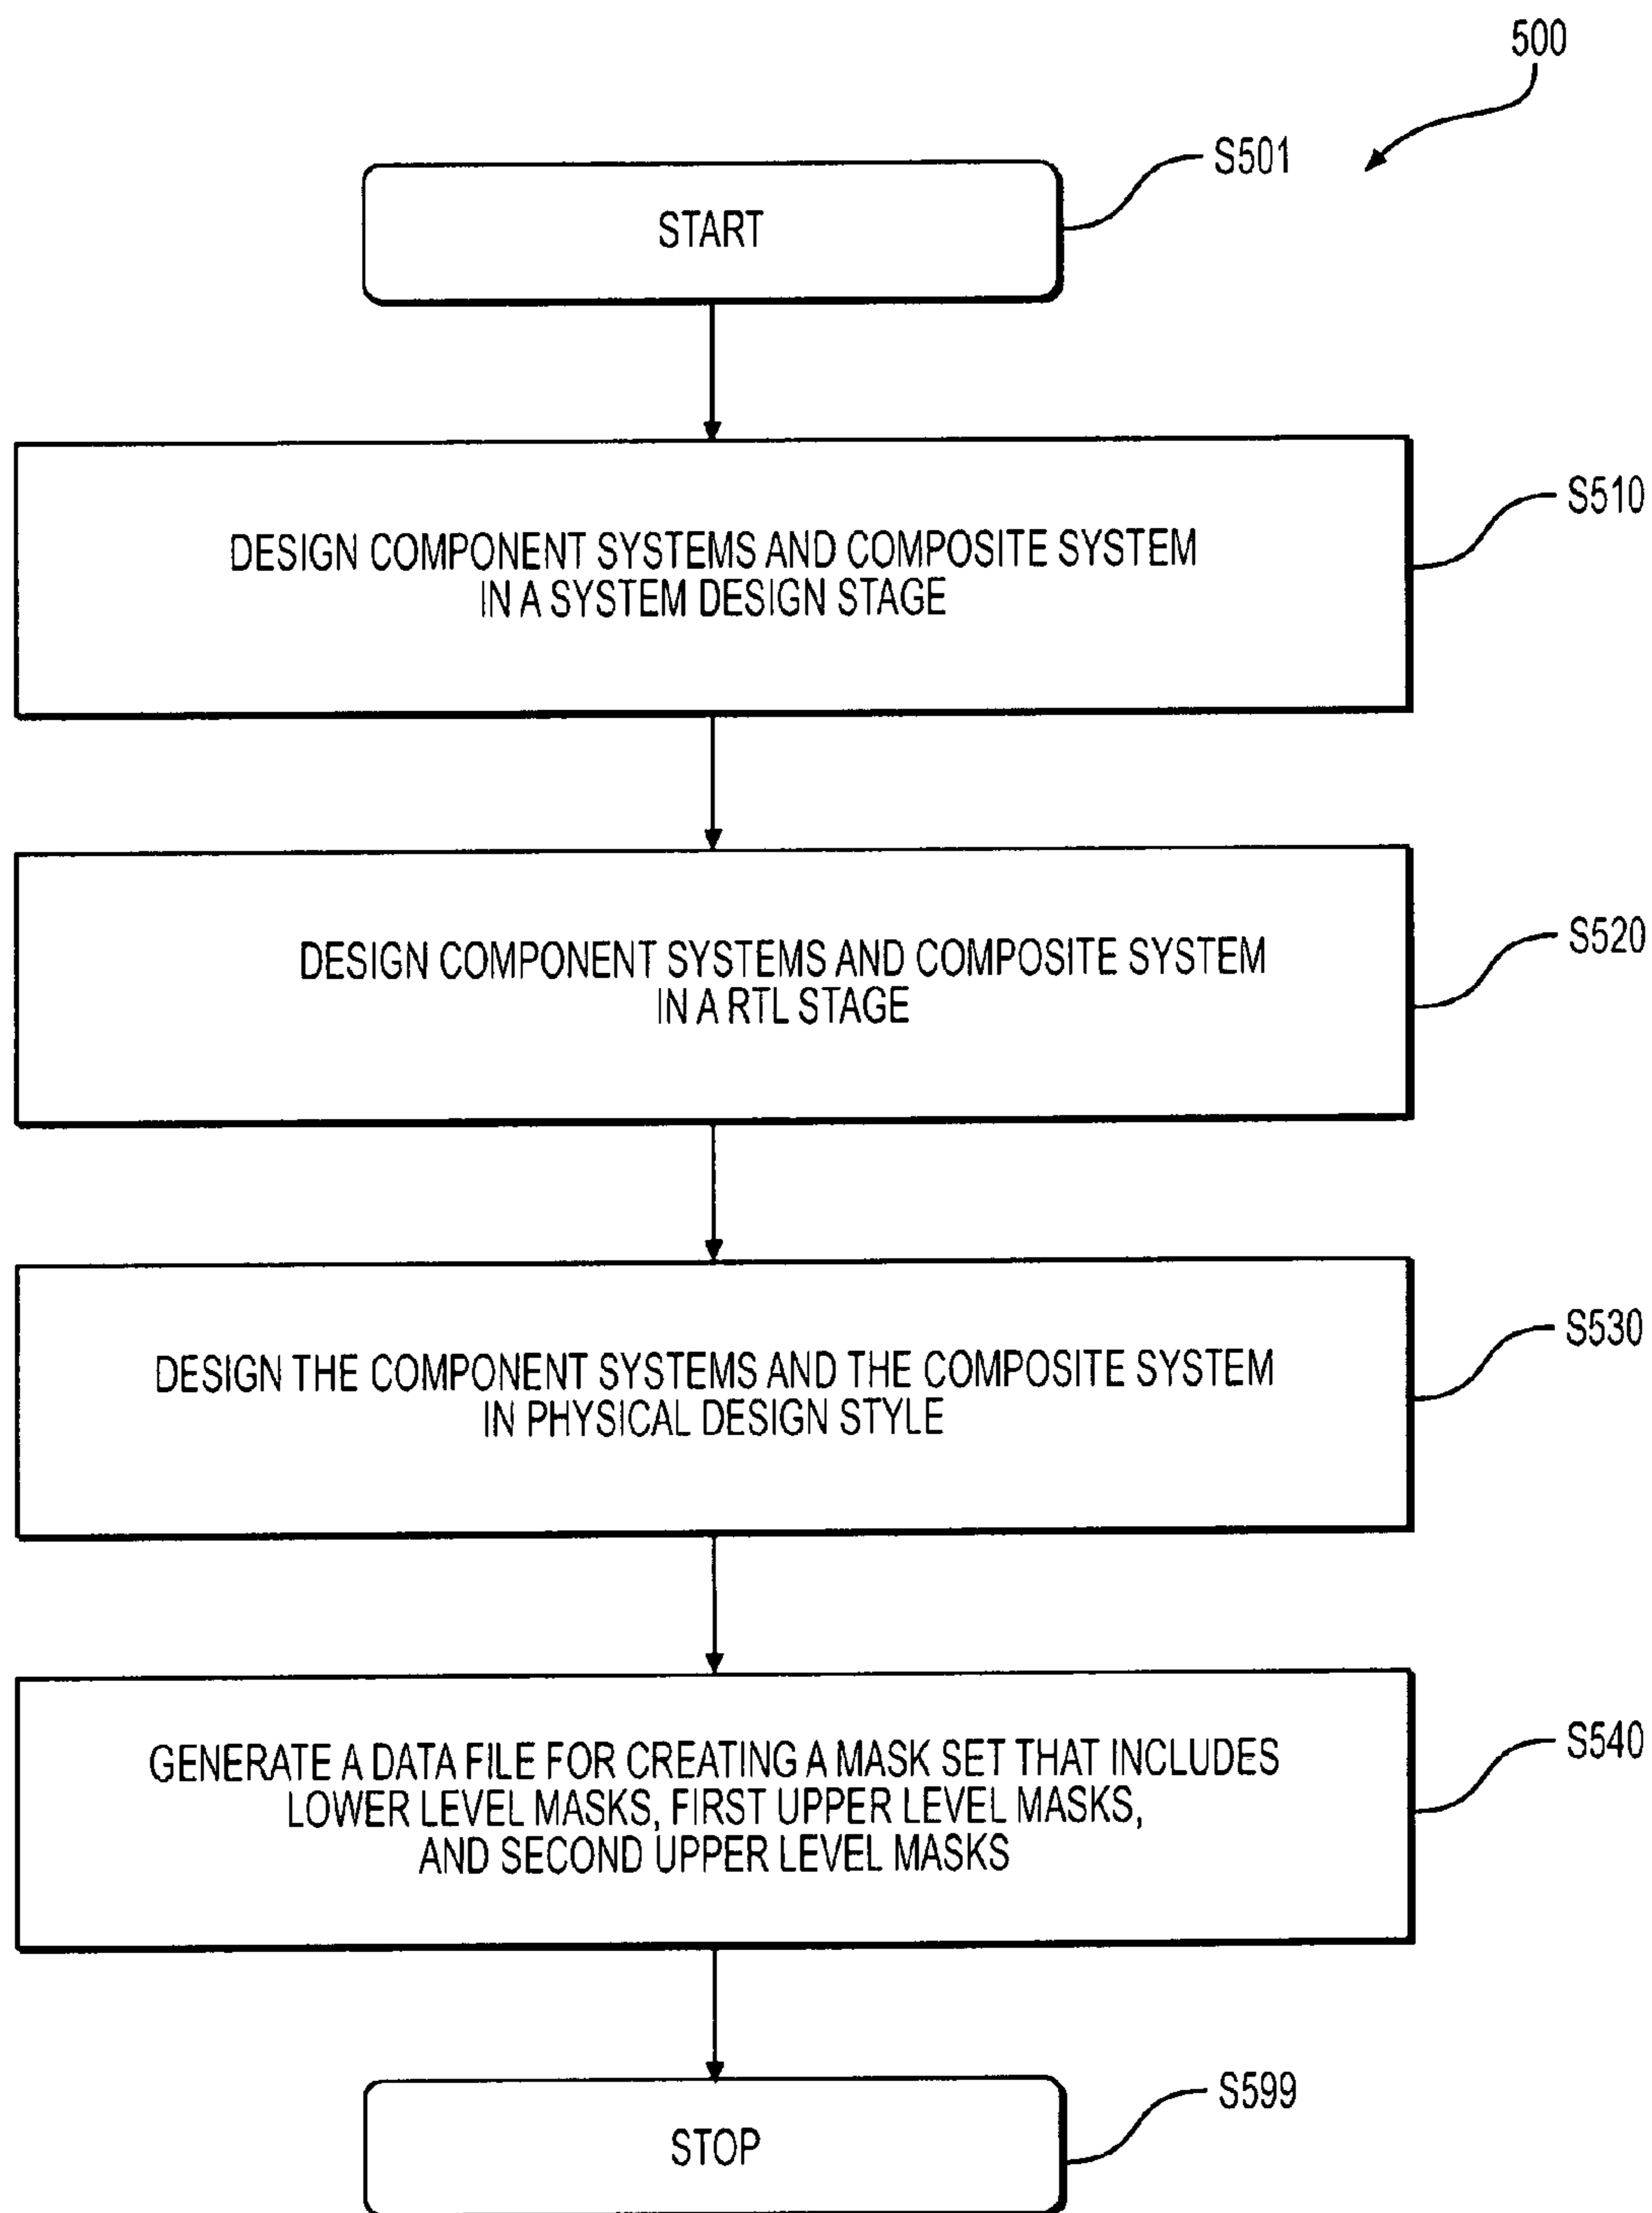 500
S501
START
S510
DESIGN COMPONENT SYSTEMS AND COMPOSITE SYSTEM
IN A SYSTEM DESIGN STAGE
S520
DESIGN COMPONENT SYSTEMS AND COMPOSITE SYSTEM
IN A RTL STAGE
S530
DESIGN THE COMPONENT SYSTEMS AND THE COMPOSITE SYSTEM
IN PHYSICAL DESIGN STYLE
S540
GENERATE A DATA FILE FOR CREATING A MASK SET THAT INCLUDES
LOWER LEVEL MASKS, FIRST UPPER LEVEL MASKS,
AND SECOND UPPER LEVEL MASKS
S599
STOP